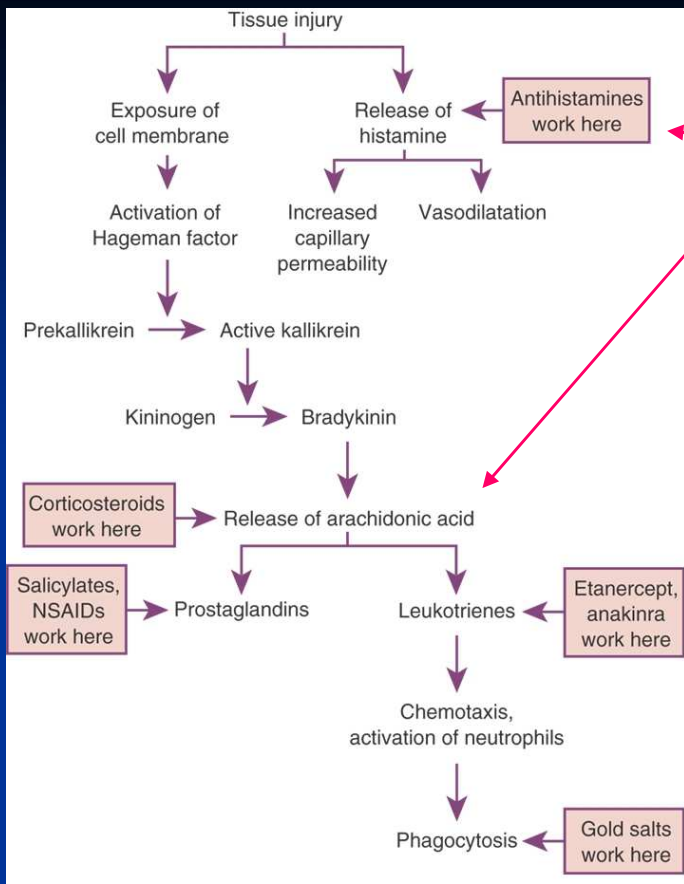 Tissue injury
Exposure of
cell membrane
Release of
histamine
Antihistamines
work here
Activation of
Hageman factor
Increased
capillary
permeability
Vasodilatation
Prekallikrein
Active kallikrein
Kininogen
Bradykinin
Corticosteroids
work here
Release of arachidonic acid
Salicylates,
NSAIDs
work here
Prostaglandins
Leukotrienes
Etanercept,
anakinra
work here
Chemotaxis,
activation of neutrophils
Phagocytosis
Gold salts
work here